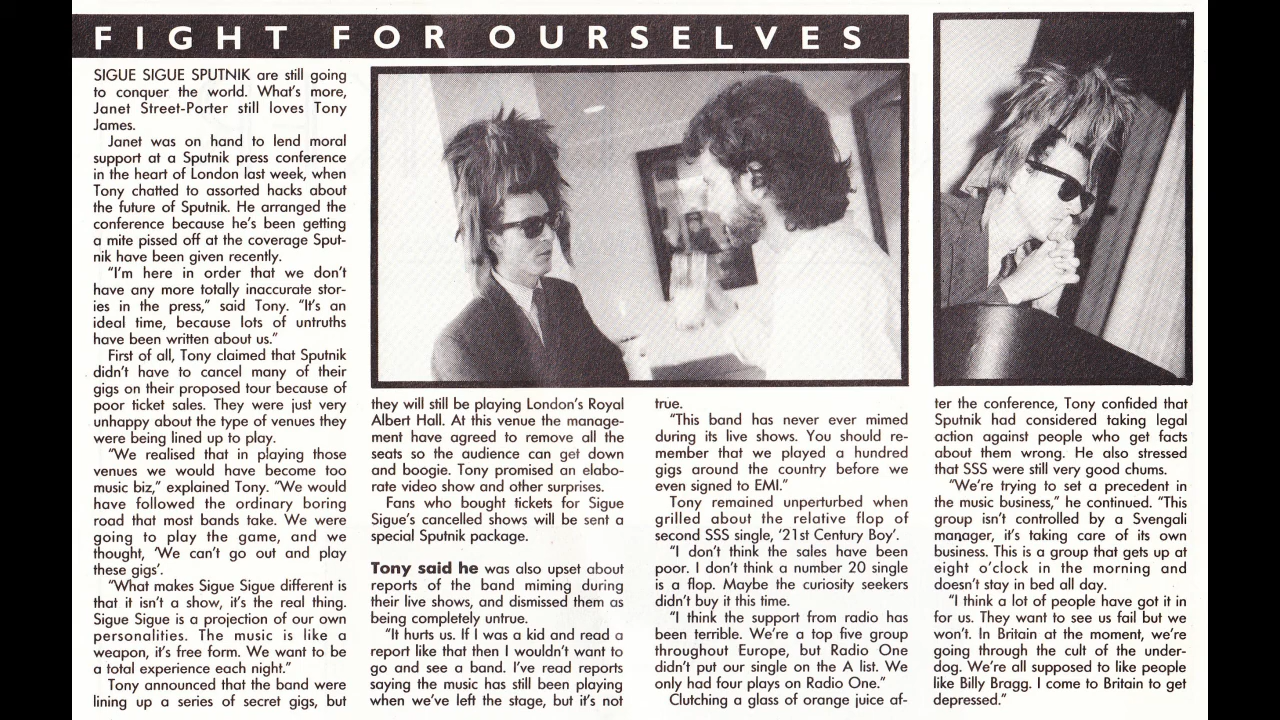 FIGHT FOR OURSELVES
SIGUE SIGUE SPUTNIK are still going
to conquer the world. What's more,
Janet Street-Porter still loves Tony
James.
Janet was on hand to lend moral
support at a Sputnik press conference
in the heart of London last week, when
Tony chatted to assorted hacks about
the future of Sputnik. He arranged the
conference because he's been getting
a mite pissed off at the coverage Sput-
nik have been given recently.
"I'm here in order that we don't
have any more totally inaccurate stor-
ies in the press," said Tony. "It's an
ideal time, because lots of untruths
have been written about us."
First of all, Tony claimed that Sputnik
didn't have to cancel many of their
gigs on their proposed tour because of
poor ticket sales. They were just very
unhappy about the type of venues they
were being lined up to play.
"We realised that in playing those
venues we would have become too
music biz," explained Tony. "We would
have followed the ordinary boring
road that most bands take. We were
going to play the game, and we
thought, 'We can't go out and play
these gigs'.
"What makes Sigue Sigue different is
that it isn't a show, it's the real thing.
Sigue Sigue is a projection of our own
personalities. The music is like a
weapon, it's free form. We want to be
a total experience each night."
Tony announced that the band were
lining up a series of secret gigs, but
they will still be playing London's Royal
Albert Hall. At this venue the manage-
ment have agreed to remove all the
seats so the audience can get down
and boogie. Tony promised an elabo-
rate video show and other surprises.
Fans who bought tickets for Sigue
Sigue's cancelled shows will be sent a
special Sputnik package.
Tony said he was also upset about
reports of the band miming during
their live shows, and dismissed them as
being completely untrue.
"It hurts us. If I was a kid and read a
report like that then I wouldn't want to
go and see a band. I've read reports
saying the music has still been playing
when we've left the stage, but it's not
true.
"This band has never ever mimed
during its live shows. You should re-
member that we played a hundred
gigs around the country before we
even signed to EMI."
Tony remained unperturbed when
grilled about the relative flop of
second SSS single, '21st Century Boy'.
"I don't think the sales have been
poor. I don't think a number 20 single
is a flop. Maybe the curiosity seekers
didn't buy it this time.
"I think the support from radio has
been terrible. We're a top five group
throughout Europe, but Radio One
didn't put our single on the A list. We
only had four plays on Radio One."
Clutching a glass of orange juice af-
ter the conference, Tony confided that
Sputnik had considered taking legal
action against people who get facts
about them wrong. He also stressed
that SSS were still very good chums.
"We're trying to set a precedent in
the music business," he continued. "This
group isn't controlled by a Svengali
manager, it's taking care of its own
business. This is a group that gets up at
eight o'clock in the morning and
doesn't stay in bed all day.
"I think a lot of people have got it in
for us. They want to see us fail but we
won't. In Britain at the moment, we're
going through the cult of the under-
dog. We're all supposed to like people
like Billy Bragg. I come to Britain to get
depressed."